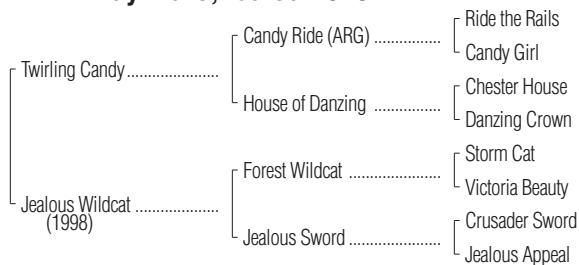 Ride the Rails
Candy Ride (ARG) ................
Candy Girl
Twirling Candy ......................
Chester House
House of Danzing ................
Danzing Crown
Storm Cat
Forest Wildcat ......................
Victoria Beauty
Jealous Wildcat ....................
(1998)
Crusader Sword
Jealous Sword ......................
Jealous Appeal